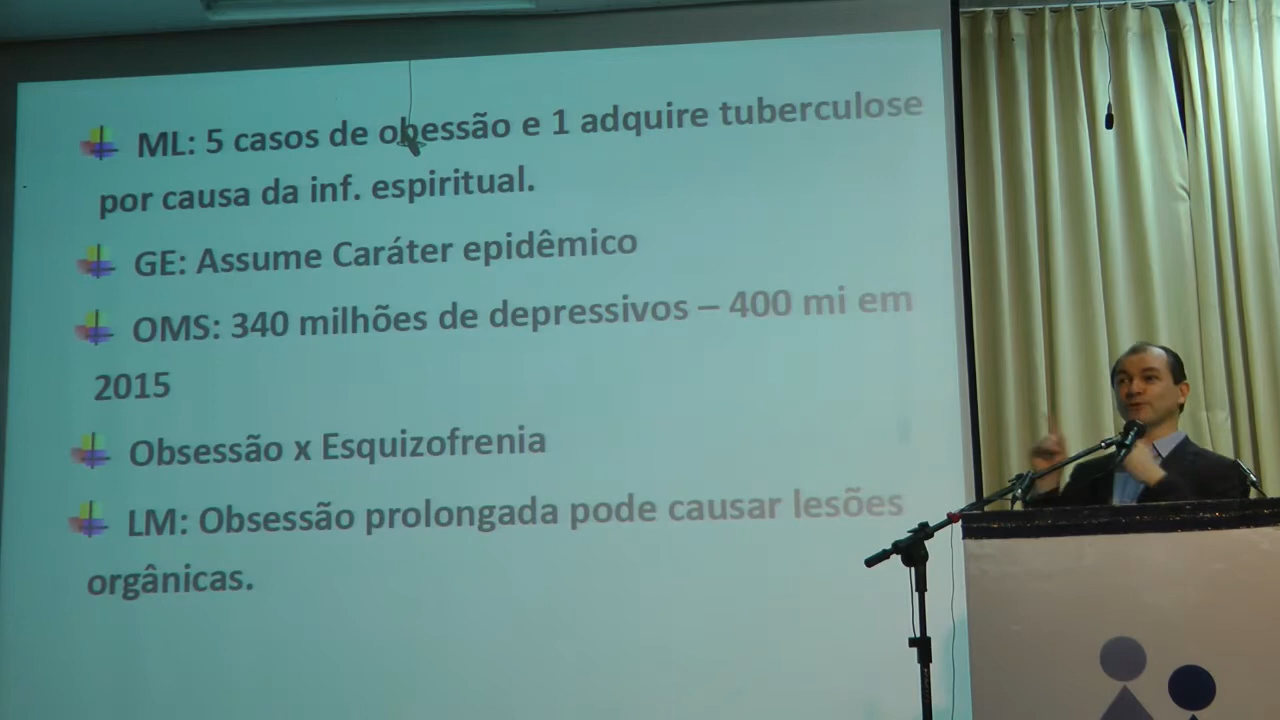 ML: 5 casos de obessão e 1 adquire tuberculose
por causa da inf. espiritual.
GE: Assume Caráter epidêmico
OMS: 340 milhões de depressivos – 400 mi em
2015
Obsessão x Esquizofrenia
LM: Obsessão prolongada pode causar lesões
orgânicas.